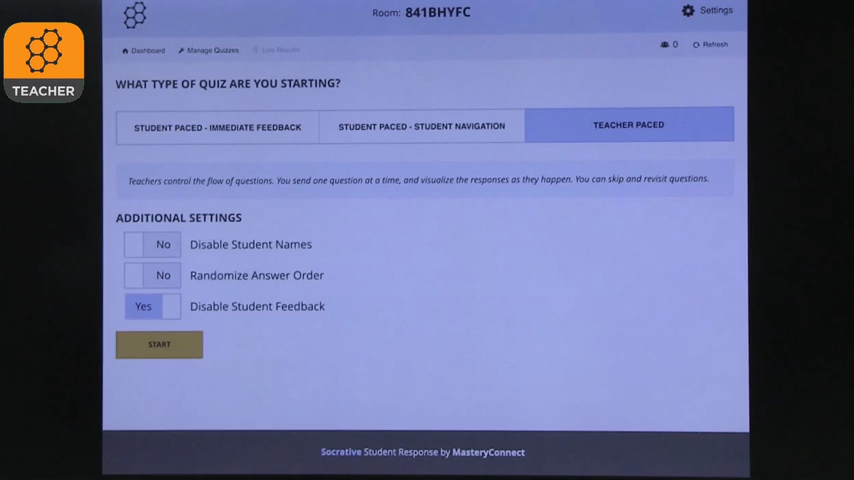 Room: 841BHYFC
Settings
Dashboard
Manage Quizzes
Live Results
0
Refresh
TEACHER
WHAT TYPE OF QUIZ ARE YOU STARTING?
STUDENT PACED - IMMEDIATE FEEDBACK
STUDENT PACED - STUDENT NAVIGATION
TEACHER PACED
Teachers control the flow of questions. You send one question at a time, and visualize the responses as they happen. You can skip and revisit questions.
ADDITIONAL SETTINGS
No Disable Student Names
No Randomize Answer Order
Yes Disable Student Feedback
START
Socrative Student Response by MasteryConnect